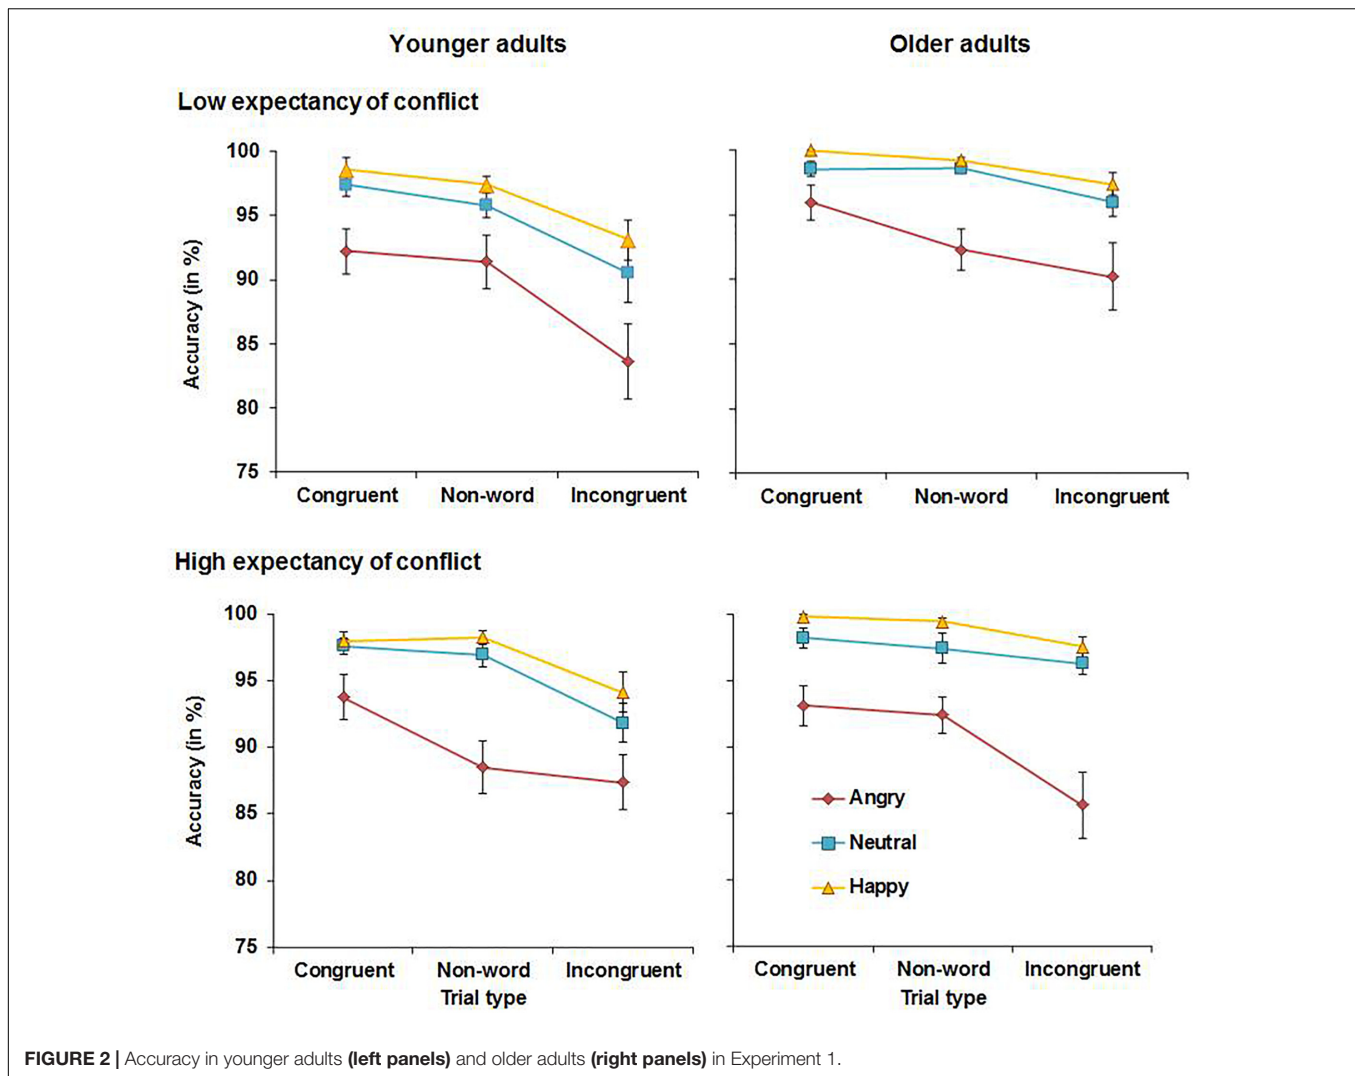 Younger adults
Older adults
Low expectancy of conflict
Accuracy (in %)
100
95
90
85
80
75
Congruent Non-word Incongruent
Congruent Non-word Incongruent
High expectancy of conflict
Accuracy (in %)
100
95
90
85
80
75
Angry
Neutral
Happy
Congruent Non-word Incongruent
Trial type
Congruent Non-word Incongruent
Trial type
FIGURE 2 | Accuracy in younger adults (left panels) and older adults (right panels) in Experiment 1.